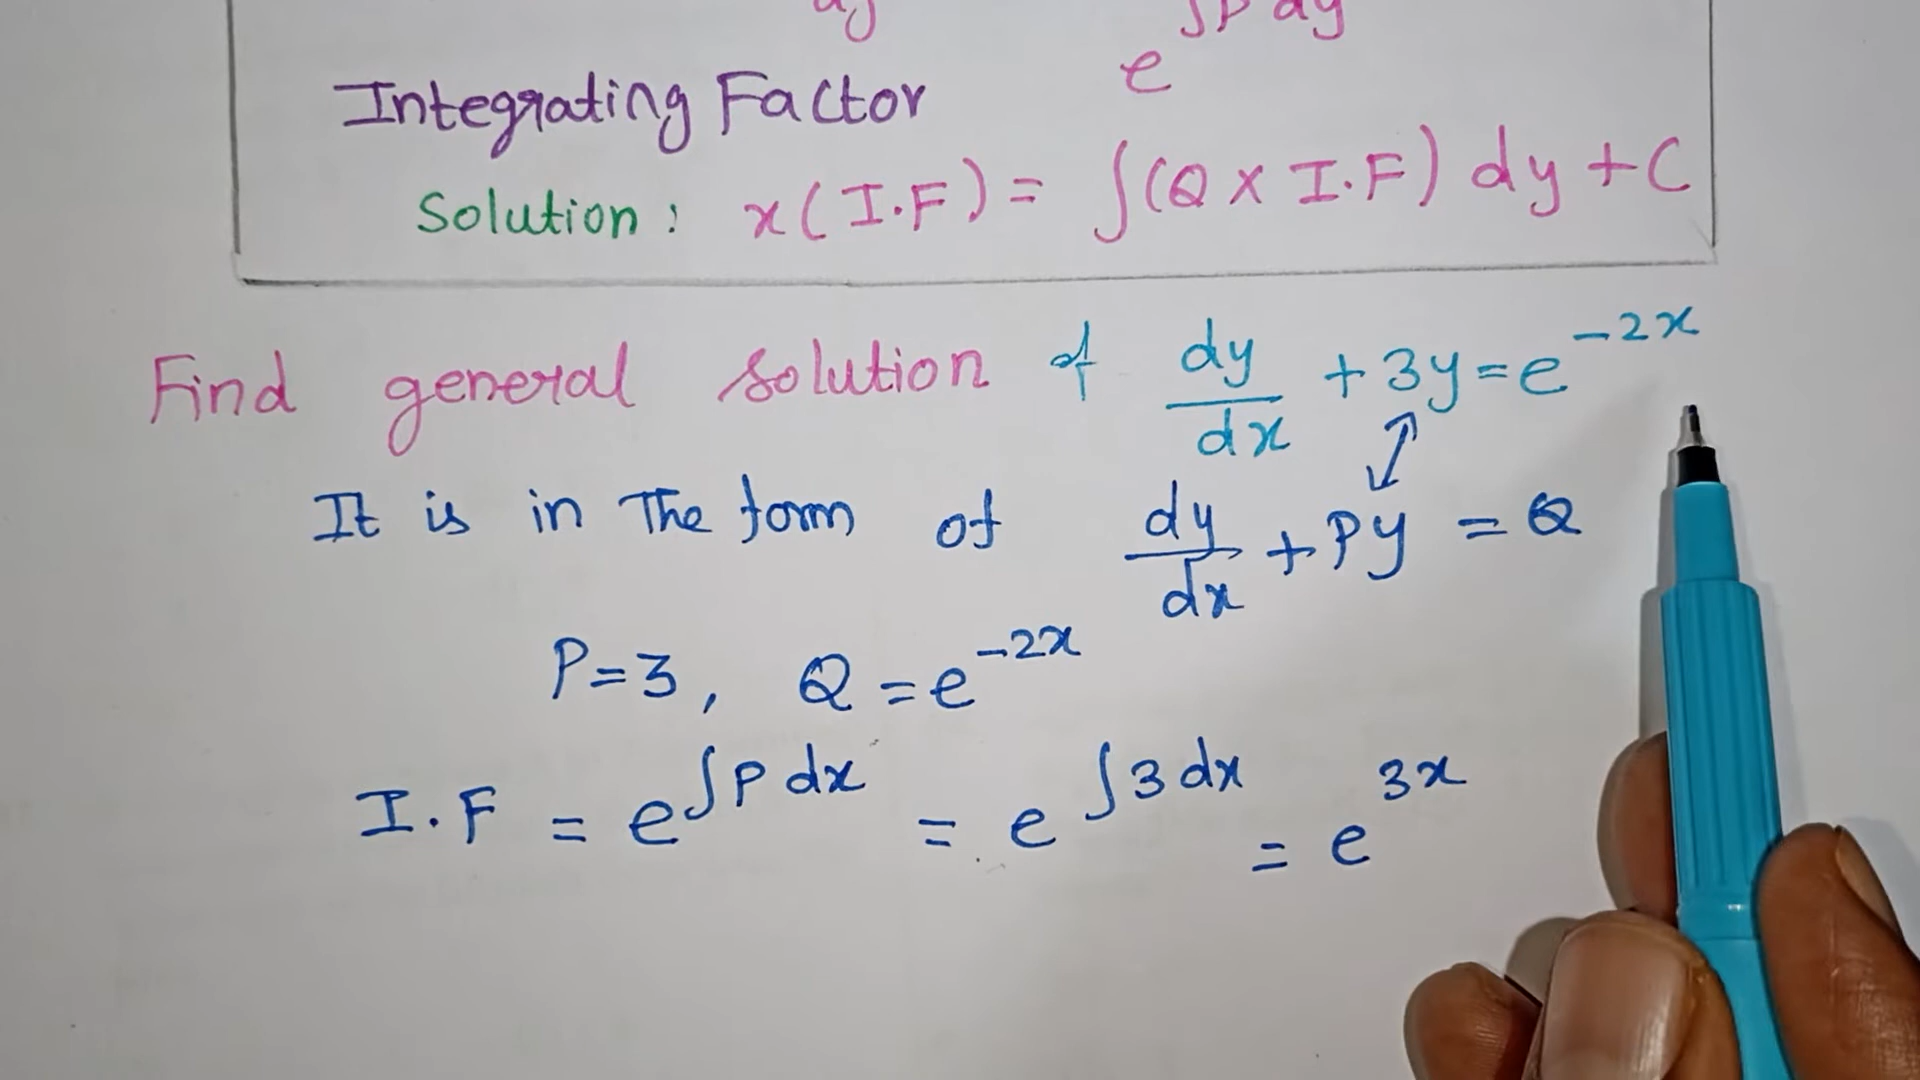 dy e^∫P dy
Integrating Factor
Solution: x(I.F) = ∫(Q x I.F) dy + C
Find general solution of dy/dx + 3y = e^-2x
It is in The form of dy/dx + Py = Q
P = 3, Q = e^-2x
I.F = e^∫P dx = e^∫3 dx = e^3x